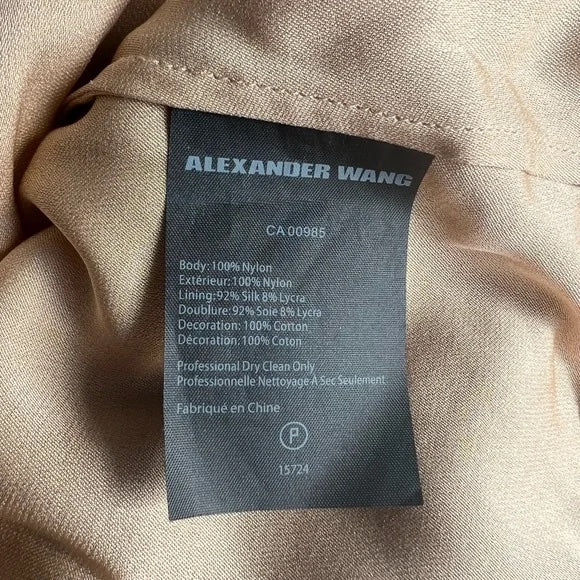 ALEXANDER WANG
CA 00985
Body: 100% Nylon
Extérieur: 100% Nylon
Lining: 92% Silk 8% Lycra
Doublure: 92% Soie 8% Lycra
Decoration: 100% Cotton
Décoration: 100% Coton
Professional Dry Clean Only
Professionnelle Nettoyage À Sec Seulement
Fabriqué en Chine
P
15724